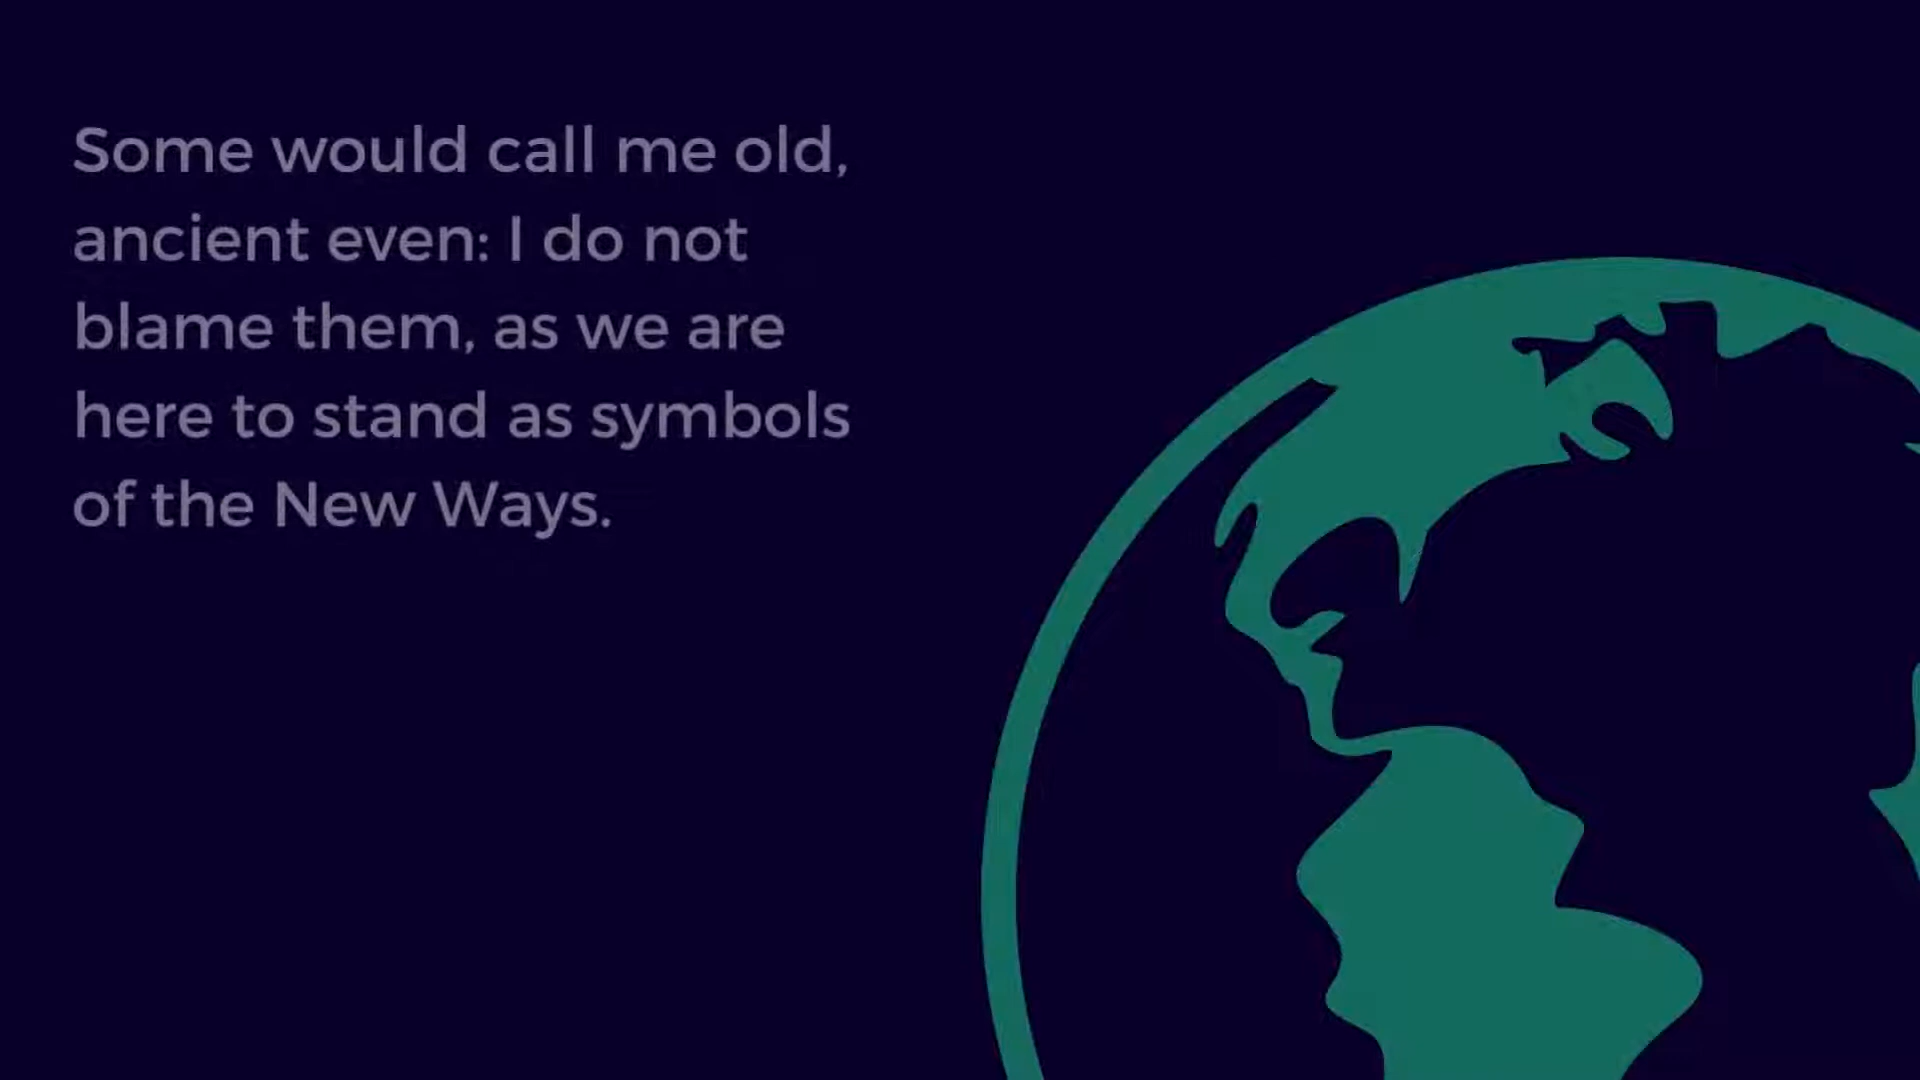 Some would call me old,
ancient even: I do not
blame them, as we are
here to stand as symbols
of the New Ways.